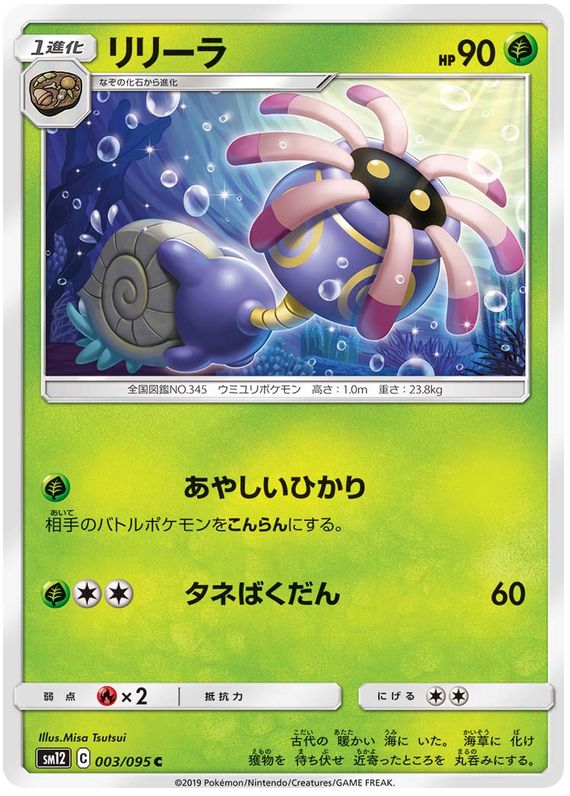 1進化 リリーラ HP 90
なぞの化石から進化
全国図鑑NO.345 ウミユリポケモン 高さ:1.0m 重さ:23.8kg
あやしいひかり
相手のバトルポケモンをこんらんにする。
タネばくだん 60
弱点 ×2 抵抗力 にげる
Illus.Misa Tsutsui
古代の暖かい海にいた。海草に化け
獲物を待ち伏せ近寄ったところを丸呑みにする。
SM12 C 003/095 C
©2019 Pokémon/Nintendo/Creatures/GAME FREAK.